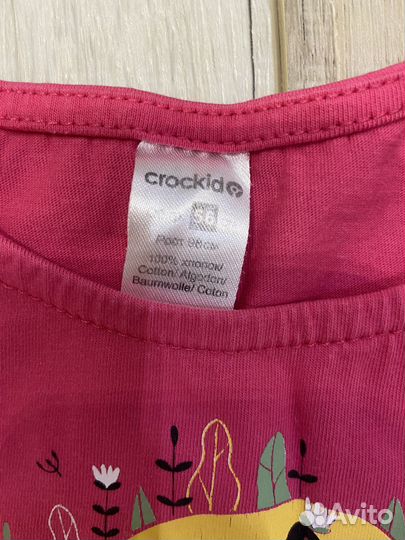 crockid
56
Рост 98 см
100% хлопок/
Cotton/ Algodon/
Baumwolle/ Coton
Avito